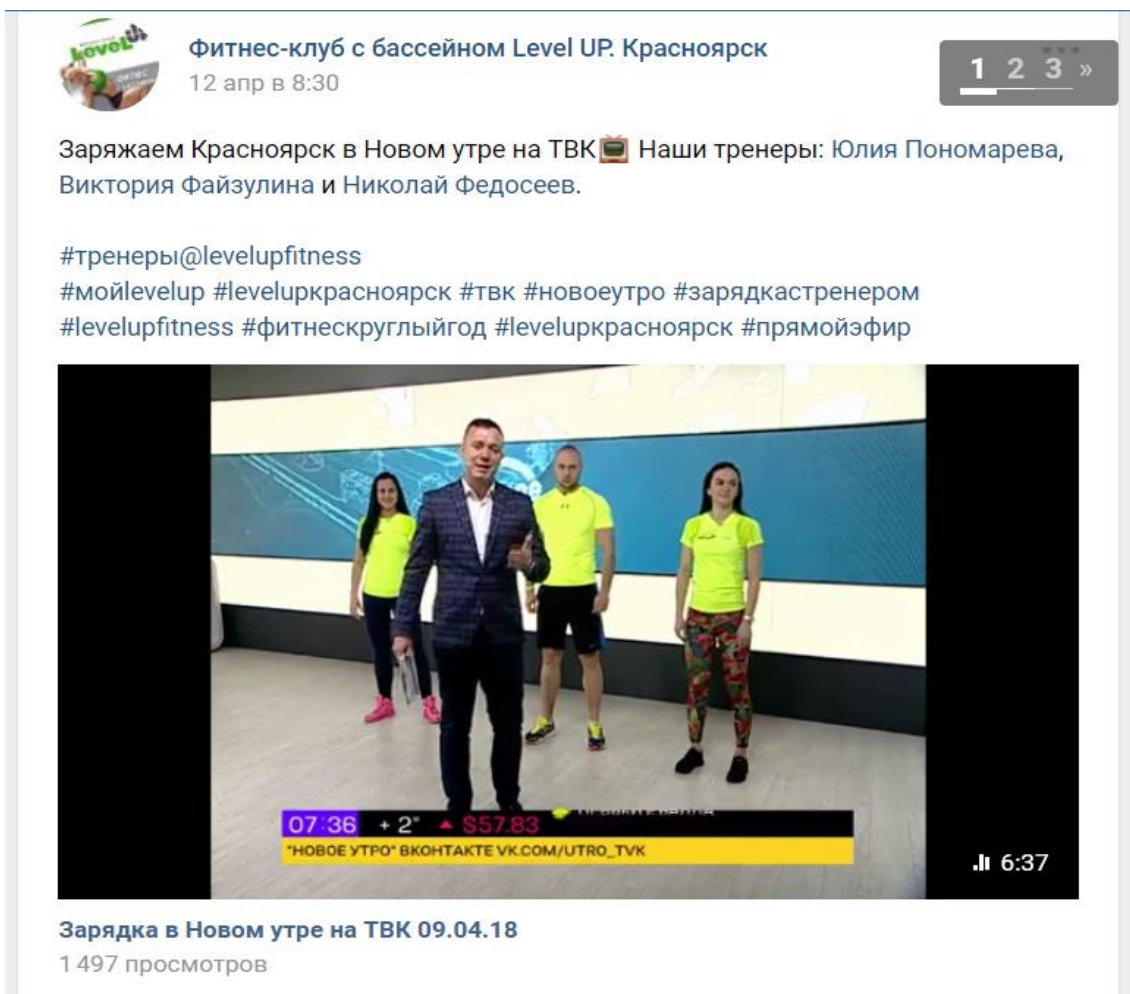 LeveL UP
ФИТНЕС
Фитнес-клуб с бассейном Level UP. Красноярск
12 апр в 8:30
1 2 3 »
Заряжаем Красноярск в Новом утре на ТВК📺 Наши тренеры: Юлия Пономарева,
Виктория Файзулина и Николай Федосеев.
#тренеры@levelupfitness
#мойlevelup #levelupкрасноярск #твк #новоеутро #зарядкастренером
#levelupfitness #фитнескруглыйгод #levelupкрасноярск #прямойэфир
07:36 + 2° ▲ $57.83
"НОВОЕ УТРО" ВКОНТАКТЕ VK.COM/UTRO_TVK
6:37
Зарядка в Новом утре на ТВК 09.04.18
1 497 просмотров